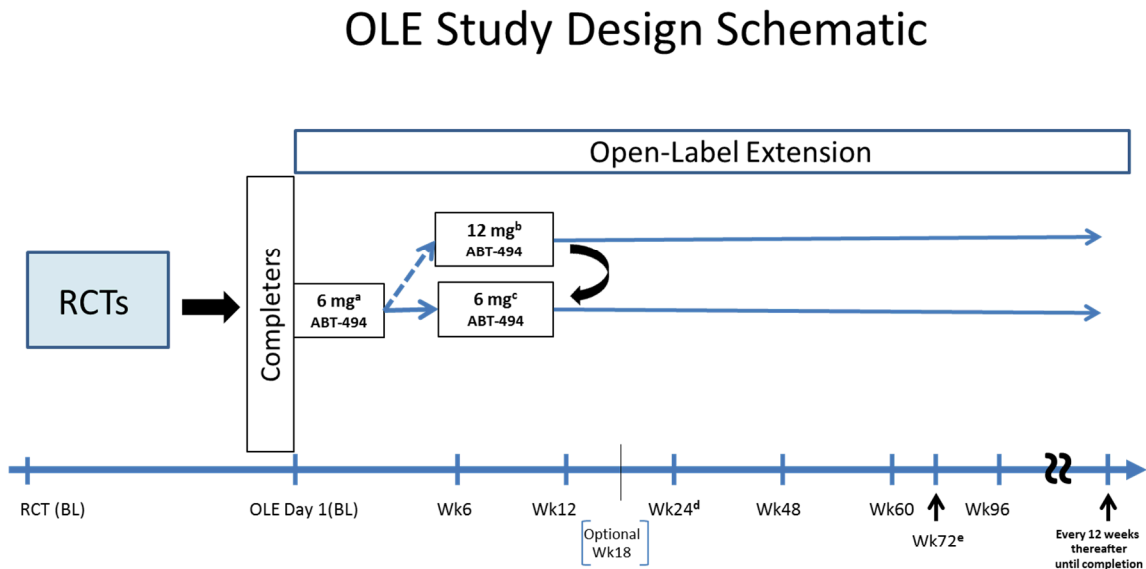 OLE Study Design Schematic
Open-Label Extension
RCTs
Completers
6 mgᵃ
ABT-494
12 mgᵇ
ABT-494
6 mgᶜ
ABT-494
RCT (BL)
OLE Day 1(BL)
Wk6
Wk12
Optional
Wk18
Wk24ᵈ
Wk48
Wk60
Wk72ᵉ
Wk96
Every 12 weeks
thereafter
until completion